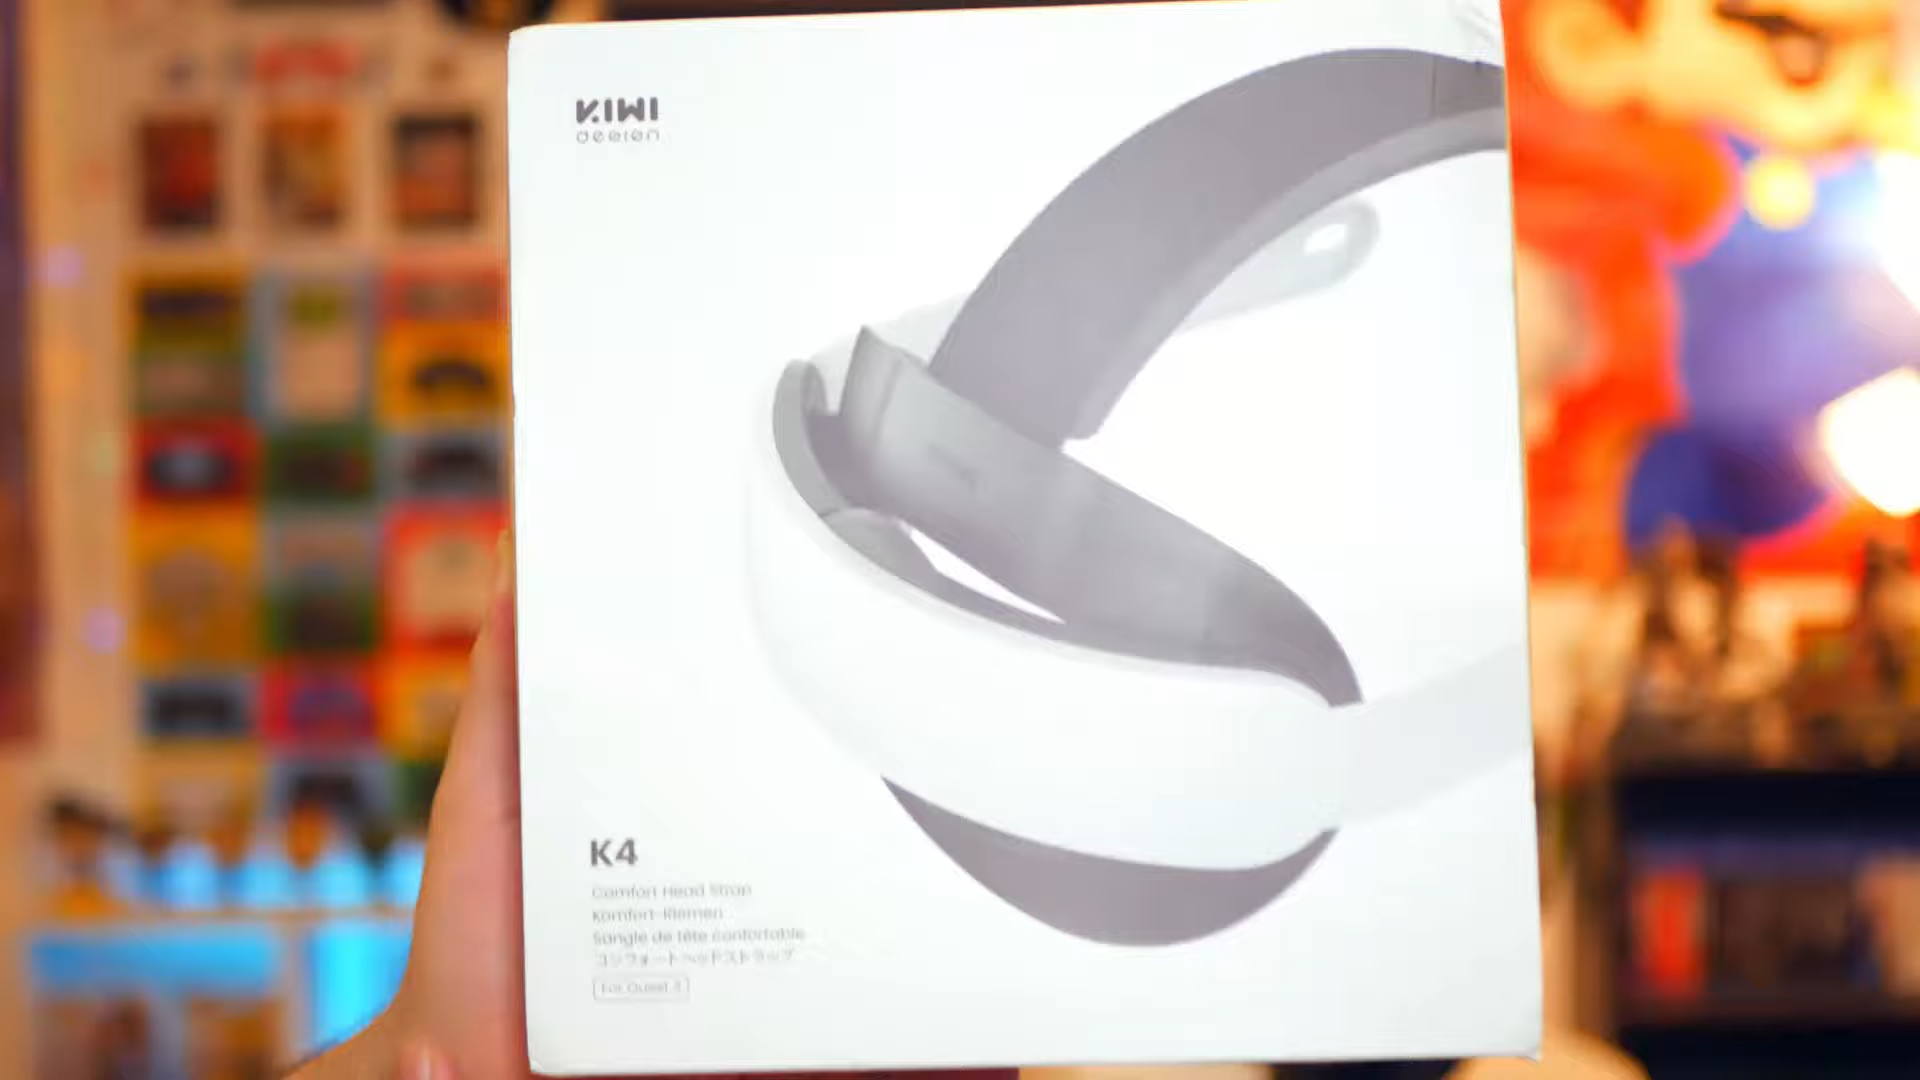 KIWI
design
K4
Comfort Head Strap
Komfort-Riemen
Sangle de tête confortable
コンフォートヘッドストラップ
For Quest 3